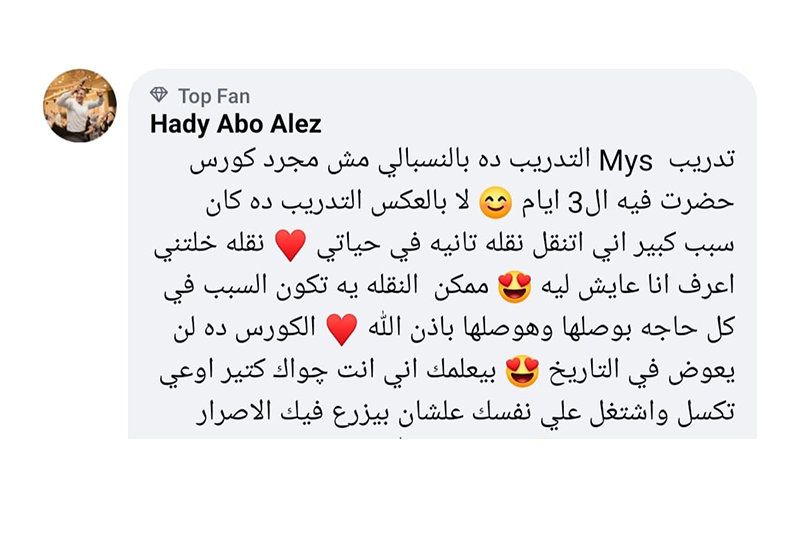 Top Fan
Hady Abo Alez
تدريب Mys التدريب ده بالنسبالي مش مجرد كورس
حضرت فيه ال3 ايام 😊 لا بالعكس التدريب ده كان
سبب كبير اني اتنقل نقله تانيه في حياتي ♥️ نقله خلتني
اعرف انا عايش ليه 😍 ممكن النقله يه تكون السبب في
كل حاجه بوصلها وهوصلها باذن الله ♥️ الكورس ده لن
يعوض في التاريخ 😍 بيعلمك اني انت چواك كتير اوعي
تكسل واشتغل علي نفسك علشان بيزرع فيك الاصرار